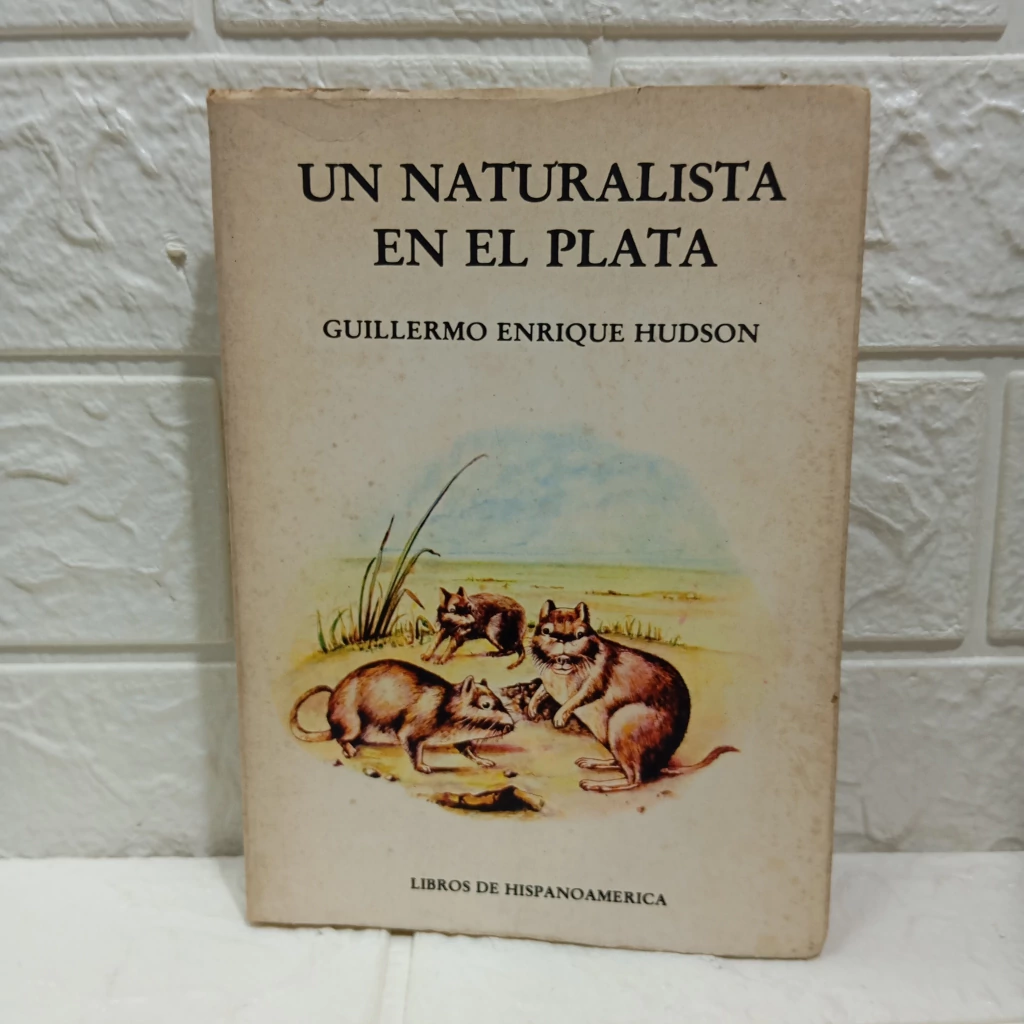 UN NATURALISTA
EN EL PLATA
GUILLERMO ENRIQUE HUDSON
LIBROS DE HISPANOAMERICA